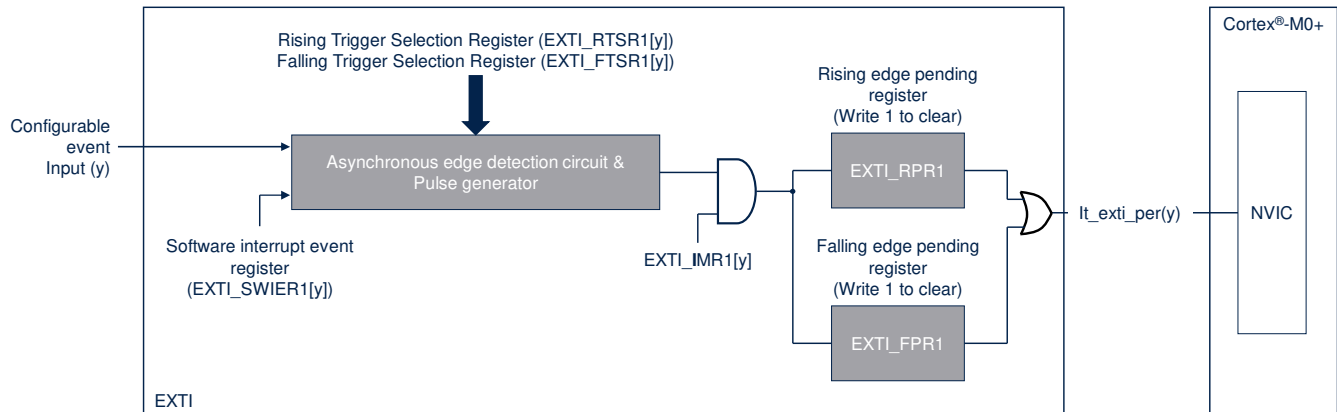 Cortex®-M0+
Rising Trigger Selection Register (EXTI_RTSR1[y])
Falling Trigger Selection Register (EXTI_FTSR1[y])
Rising edge pending
register
(Write 1 to clear)
Configurable
event
Input (y)
Asynchronous edge detection circuit &
Pulse generator
EXTI_RPR1
It_exti_per(y)
NVIC
Software interrupt event
register
(EXTI_SWIER1[y])
EXTI_IMR1[y]
Falling edge pending
register
(Write 1 to clear)
EXTI_FPR1
EXTI